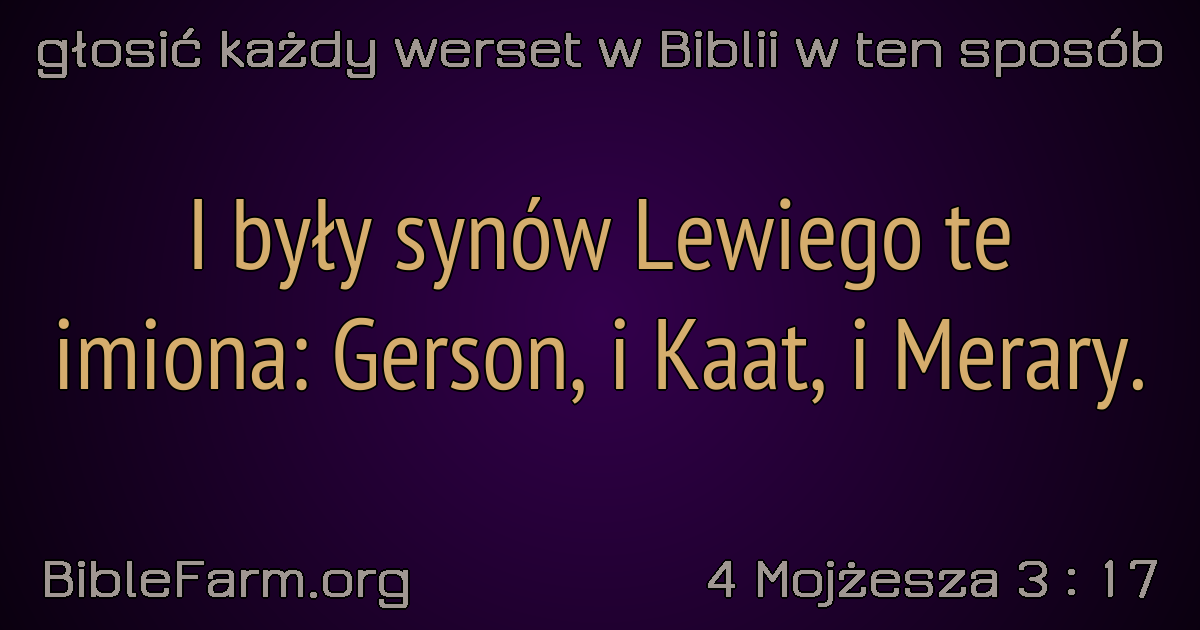 głosić każdy werset w Biblii w ten sposób
I były synów Lewiego te
imiona: Gerson, i Kaat, i Merary.
BibleFarm.org
4 Mojżesza 3 : 17